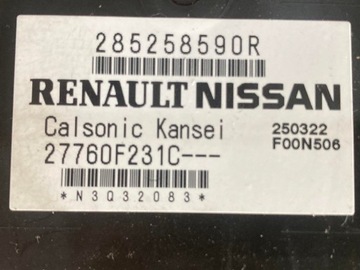 285258590R
RENAULT NISSAN
Calsonic Kansei 250322
27760F231C--- F00N506
*N3Q32083*